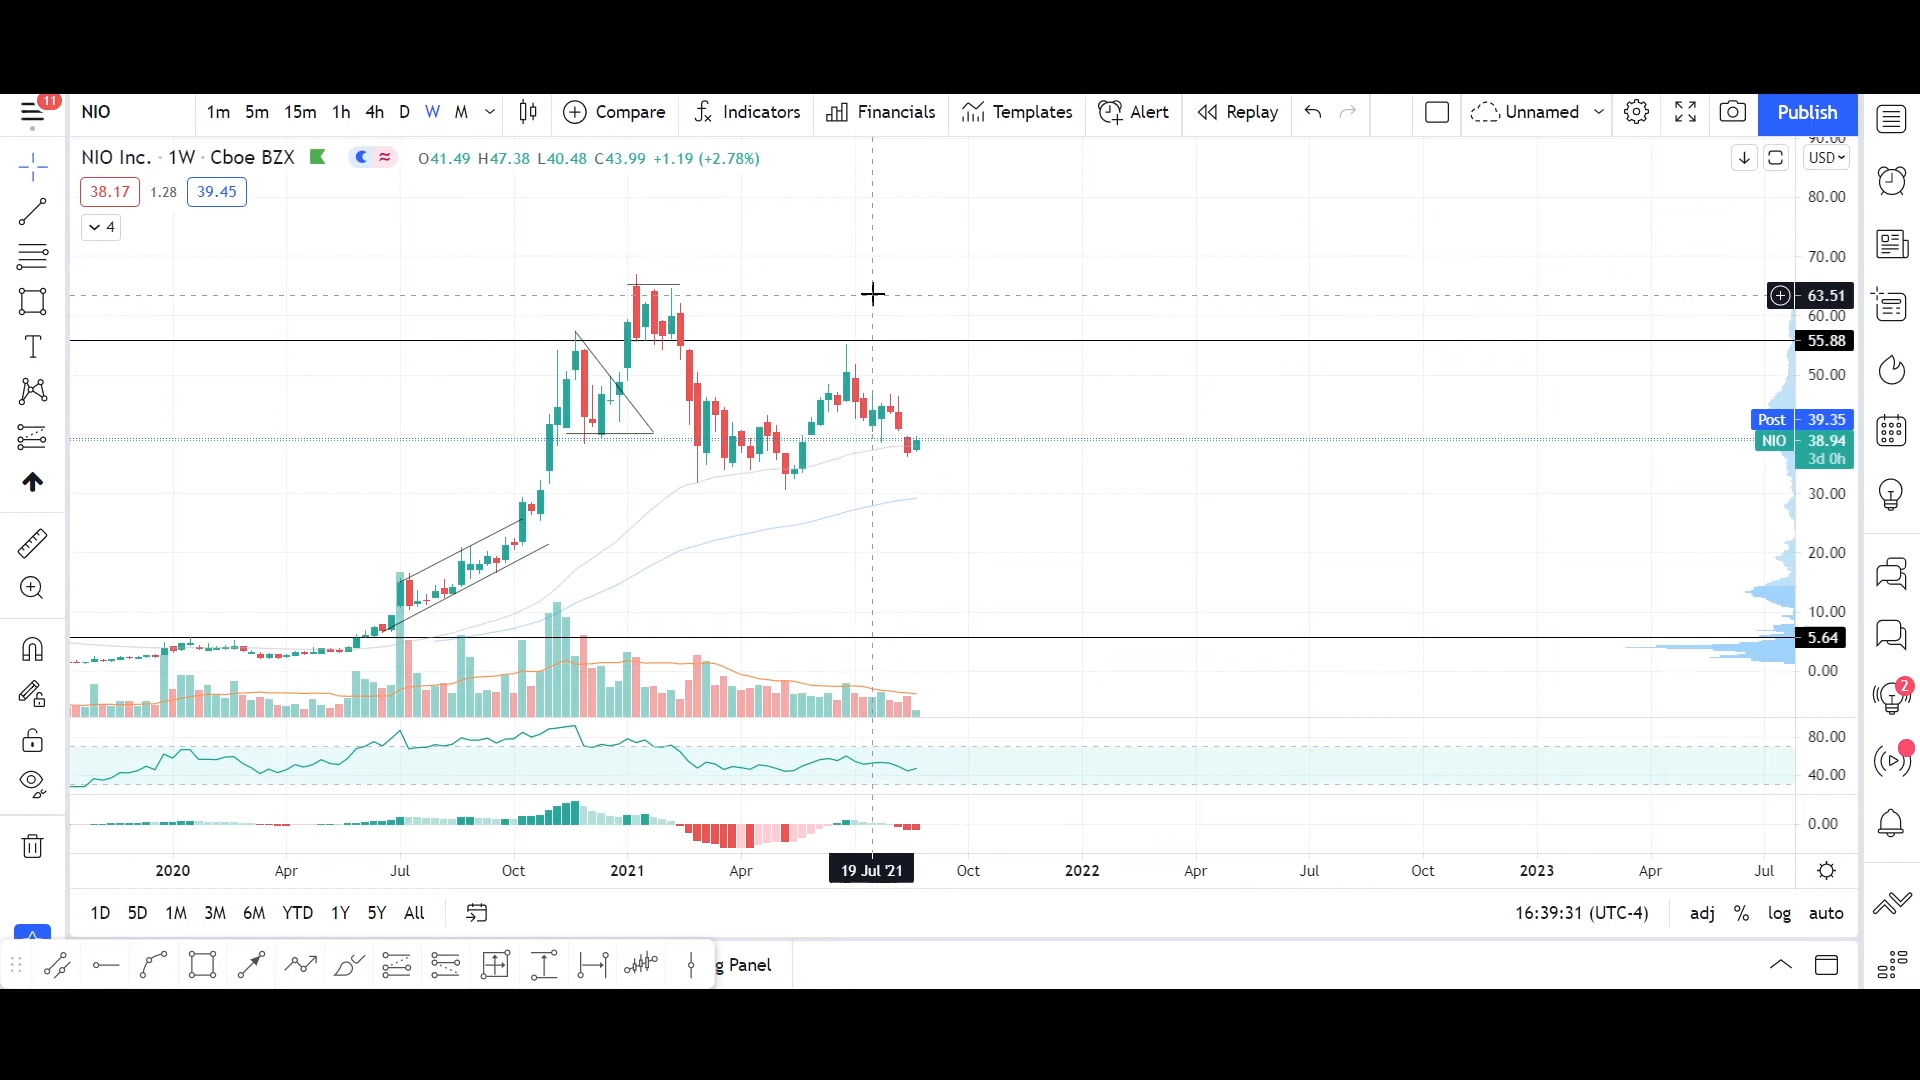 11
NIO 1m 5m 15m 1h 4h D W M Compare Indicators Financials Templates Alert Replay Unnamed Publish
NIO Inc. · 1W · Cboe BZX O41.49 H47.38 L40.48 C43.99 +1.19 (+2.78%)
38.17 1.28 39.45
4
90.00
USD
80.00
70.00
63.51
60.00
55.88
50.00
Post 39.35
NIO 38.94
3d 0h
30.00
20.00
10.00
5.64
0.00
80.00
40.00
0.00
2
2020 Apr Jul Oct 2021 Apr 19 Jul '21 Oct 2022 Apr Jul Oct 2023 Apr Jul
1D 5D 1M 3M 6M YTD 1Y 5Y All 16:39:31 (UTC-4) adj % log auto
g Panel